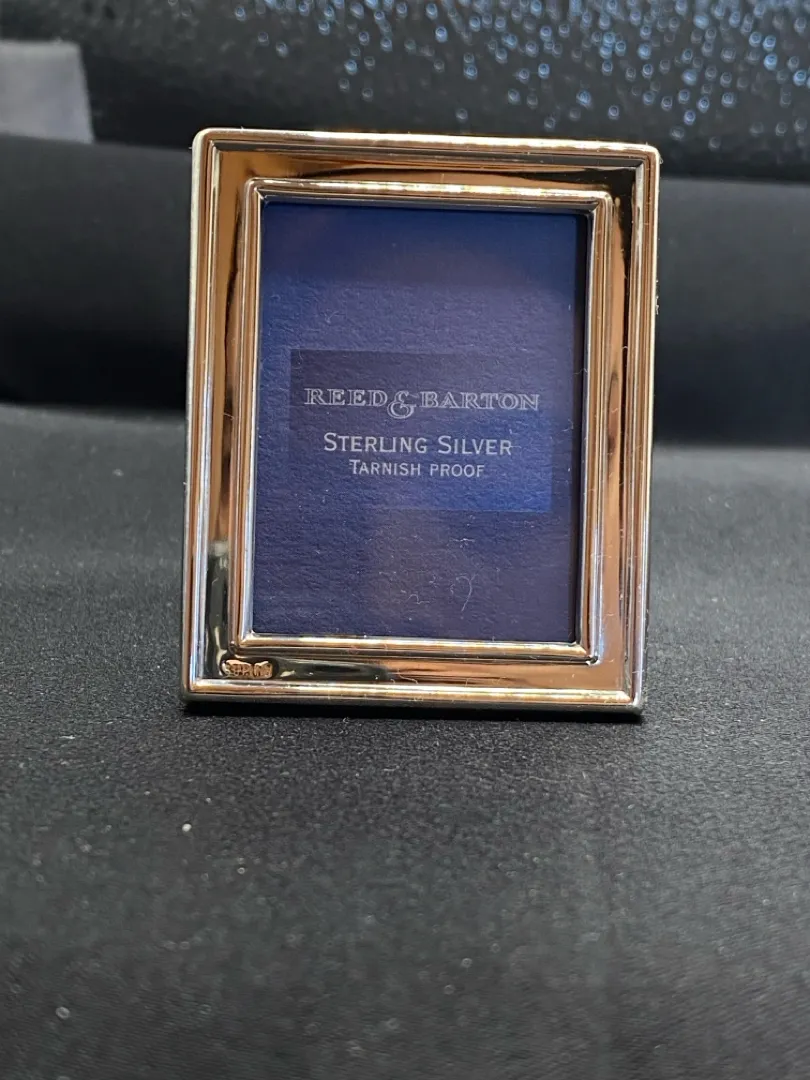 REED & BARTON
STERLING SILVER
TARNISH PROOF